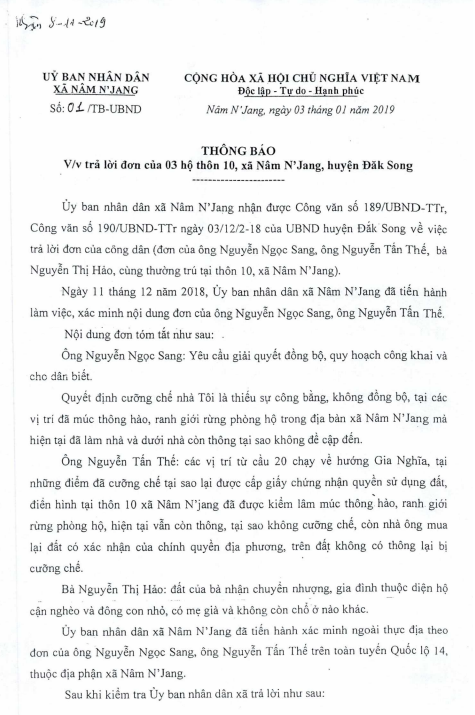 8-11-2019
UỶ BAN NHÂN DÂN
XÃ NÂM N'JANG
Số: 01/TB-UBND
CỘNG HÒA XÃ HỘI CHỦ NGHĨA VIỆT NAM
Độc lập - Tự do - Hạnh phúc
Nâm N'Jang, ngày 03 tháng 01 năm 2019
THÔNG BÁO
V/v trả lời đơn của 03 hộ thôn 10, xã Nâm N'Jang, huyện Đăk Song
Ủy ban nhân dân xã Nâm N'Jang nhận được Công văn số 189/UBND-TTr,
Công văn số 190/UBND-TTr ngày 03/12/2-18 của UBND huyện Đắk Song về việc
trả lời đơn của công dân (đơn của ông Nguyễn Ngọc Sang, ông Nguyễn Tấn Thế, bà
Nguyễn Thị Hảo, cùng thường trú tại thôn 10, xã Nâm N'Jang).
Ngày 11 tháng 12 năm 2018, Ủy ban nhân dân xã Nâm N'Jang đã tiến hành
làm việc, xác minh nội dung đơn của ông Nguyễn Ngọc Sang, ông Nguyễn Tấn Thế.
Nội dung đơn tóm tắt như sau:
Ông Nguyễn Ngọc Sang: Yêu cầu giải quyết đồng bộ, quy hoạch công khai và
cho dân biết.
Quyết định cưỡng chế nhà Tôi là thiếu sự công bằng, không đồng bộ, tại các
vị trí đã múc thông hào, ranh giới rừng phòng hộ trong địa bàn xã Nâm N'Jang mà
hiện tại đã làm nhà và dưới nhà còn thông tại sao không đề cập đến.
Ông Nguyễn Tấn Thế: các vị trí từ cầu 20 chạy về hướng Gia Nghĩa, tại
những điểm đã cưỡng chế tại sao lại được cấp giấy chứng nhận quyền sử dụng đất,
điển hình tại thôn 10 xã Nâm N'jang đã được kiểm lâm múc thông hào, ranh giới
rừng phòng hộ, hiện tại vẫn còn thông, tại sao không cưỡng chế, còn nhà ông mua
lại đất có xác nhận của chính quyền địa phương, trên đất không có thông lại bị
cưỡng chế.
Bà Nguyễn Thị Hảo: đất của bà nhận chuyển nhượng, gia đình thuộc diện hộ
cận nghèo và đông con nhỏ, có mẹ già và không còn chổ ở nào khác.
Ủy ban nhân dân xã Nâm N'Jang đã tiến hành xác minh ngoài thực địa theo
đơn của ông Nguyễn Ngọc Sang, ông Nguyễn Tấn Thế trên toàn tuyến Quốc lộ 14,
thuộc địa phận xã Nâm N'Jang.
Sau khi kiểm tra Ủy ban nhân dân xã trả lời như sau: